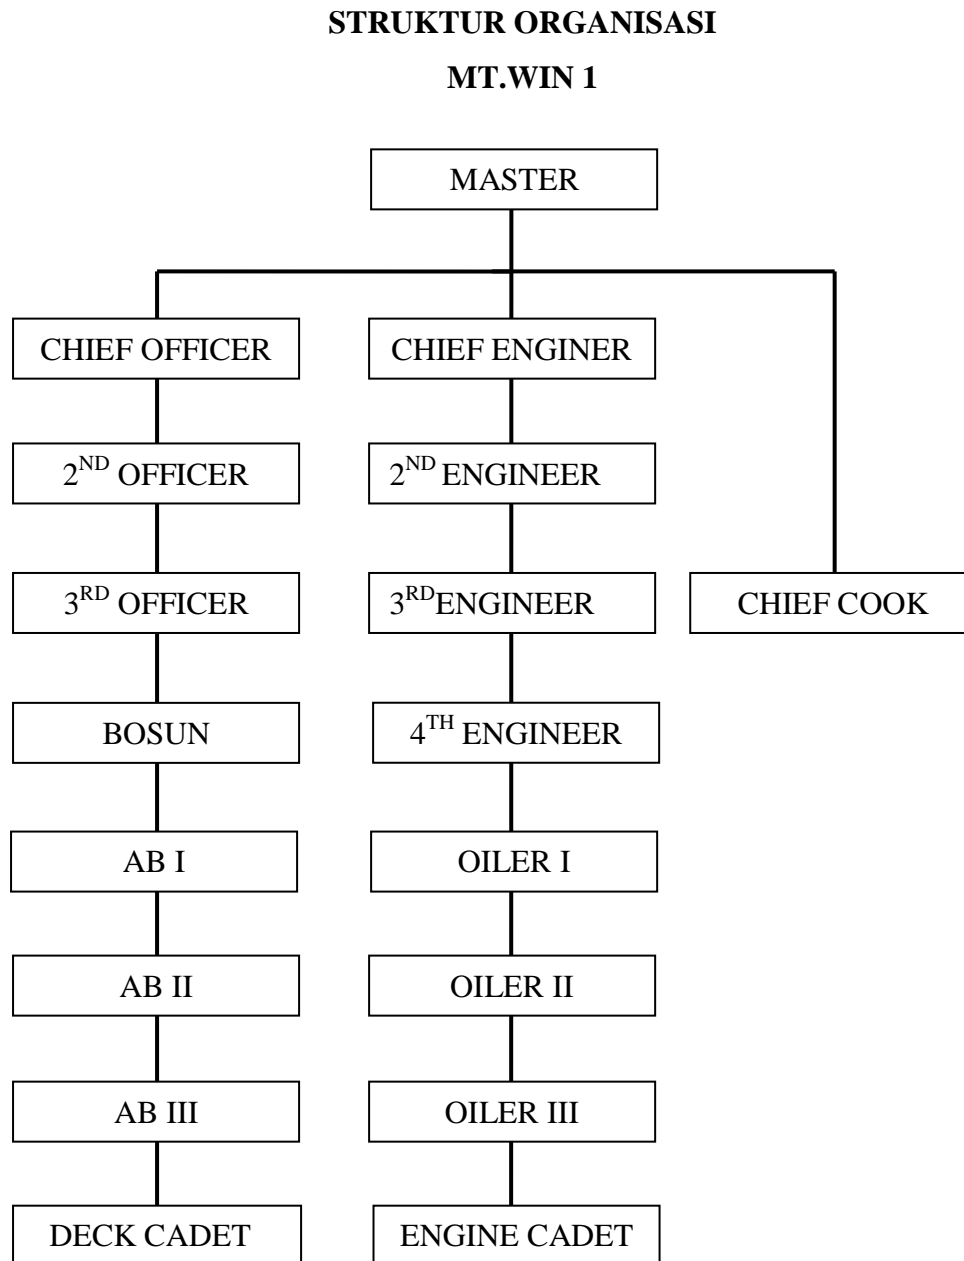 STRUKTUR ORGANISASI
MT.WIN 1
MASTER
CHIEF OFFICER
CHIEF ENGINER
2ND OFFICER
2ND ENGINEER
3RD OFFICER
3RDENGINEER
CHIEF COOK
BOSUN
4TH ENGINEER
AB I
OILER I
AB II
OILER II
AB III
OILER III
DECK CADET
ENGINE CADET